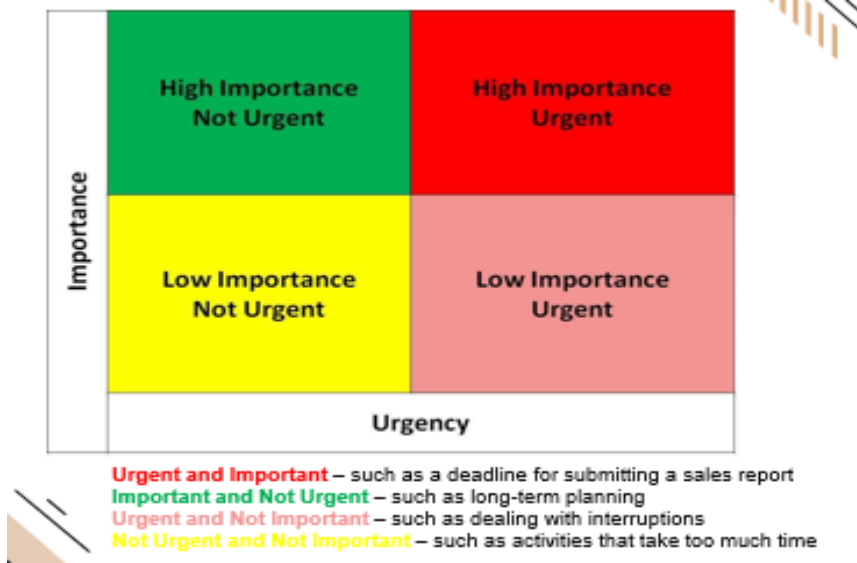 High Importance
Not Urgent
High Importance
Urgent
Importance
Low Importance
Not Urgent
Low Importance
Urgent
Urgency
Urgent and Important – such as a deadline for submitting a sales report
Important and Not Urgent – such as long-term planning
Urgent and Not Important – such as dealing with interruptions
Not Urgent and Not Important – such as activities that take too much time